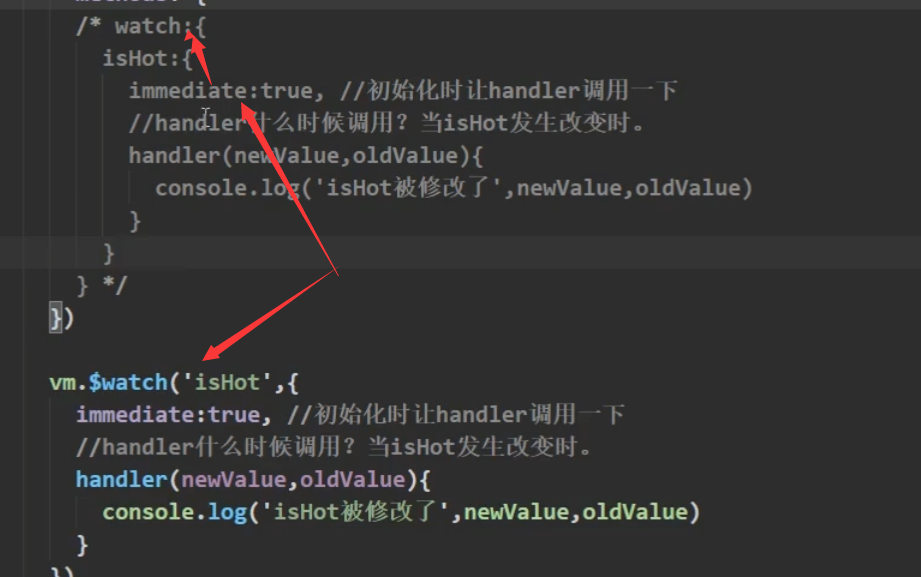 /* watch:{
isHot:{
immediate:true, //初始化时让handler调用一下
//handler什么时候调用？当isHot发生改变时。
handler(newValue,oldValue){
console.log('isHot被修改了',newValue,oldValue)
}
}
} */
})
vm.$watch('isHot',{
immediate:true, //初始化时让handler调用一下
//handler什么时候调用？当isHot发生改变时。
handler(newValue,oldValue){
console.log('isHot被修改了',newValue,oldValue)
}
})